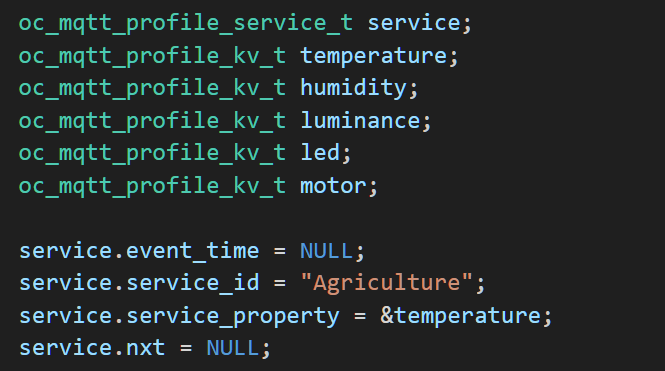 oc_mqtt_profile_service_t service;
oc_mqtt_profile_kv_t temperature;
oc_mqtt_profile_kv_t humidity;
oc_mqtt_profile_kv_t luminance;
oc_mqtt_profile_kv_t led;
oc_mqtt_profile_kv_t motor;

service.event_time = NULL;
service.service_id = "Agriculture";
service.service_property = &temperature;
service.nxt = NULL;